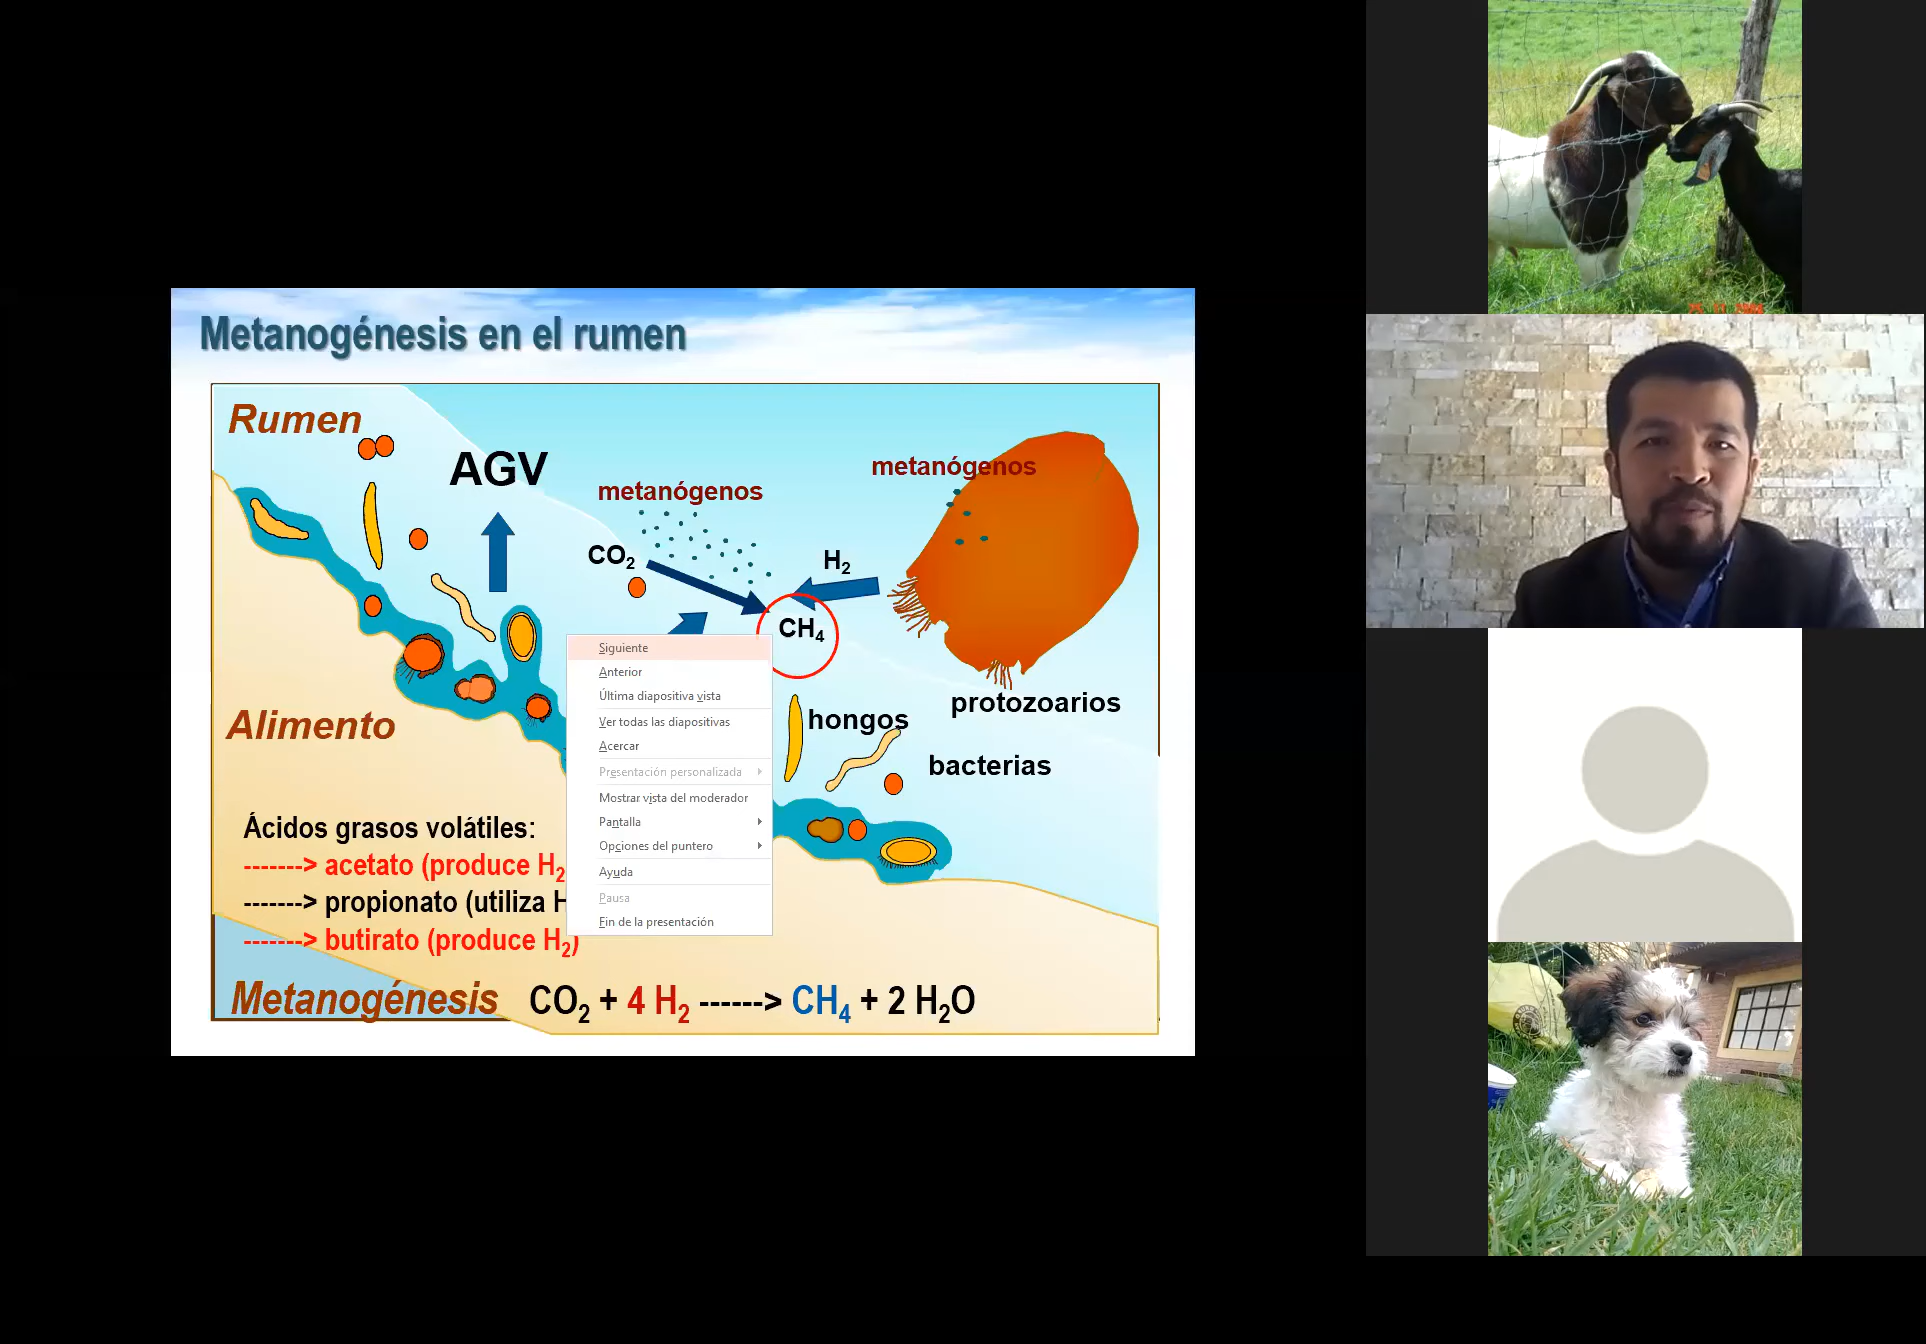 Metanogénesis en el rumen
Rumen
AGV
metanógenos
metanógenos
CO₂
H₂
CH₄
Alimento
hongos
protozoarios
bacterias
Siguiente
Anterior
Última diapositiva vista
Ver todas las diapositivas
Acercar
Presentación personalizada
Mostrar vista del moderador
Pantalla
Opciones del puntero
Ayuda
Pausa
Fin de la presentación
Ácidos grasos volátiles:
-------> acetato (produce H₂
-------> propionato (utiliza H
-------> butirato (produce H₂)
Metanogénesis CO₂ + 4 H₂ ------> CH₄ + 2 H₂O